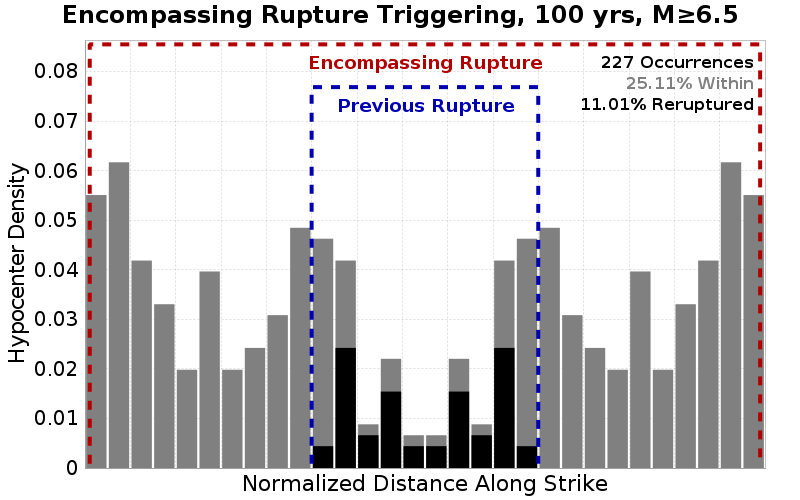 Encompassing Rupture Triggering, 100 yrs, M≥6.5
Encompassing Rupture
Previous Rupture
227 Occurrences
25.11% Within
11.01% Reruptured
Hypocenter Density
0.08
0.07
0.06
0.05
0.04
0.03
0.02
0.01
0
Normalized Distance Along Strike